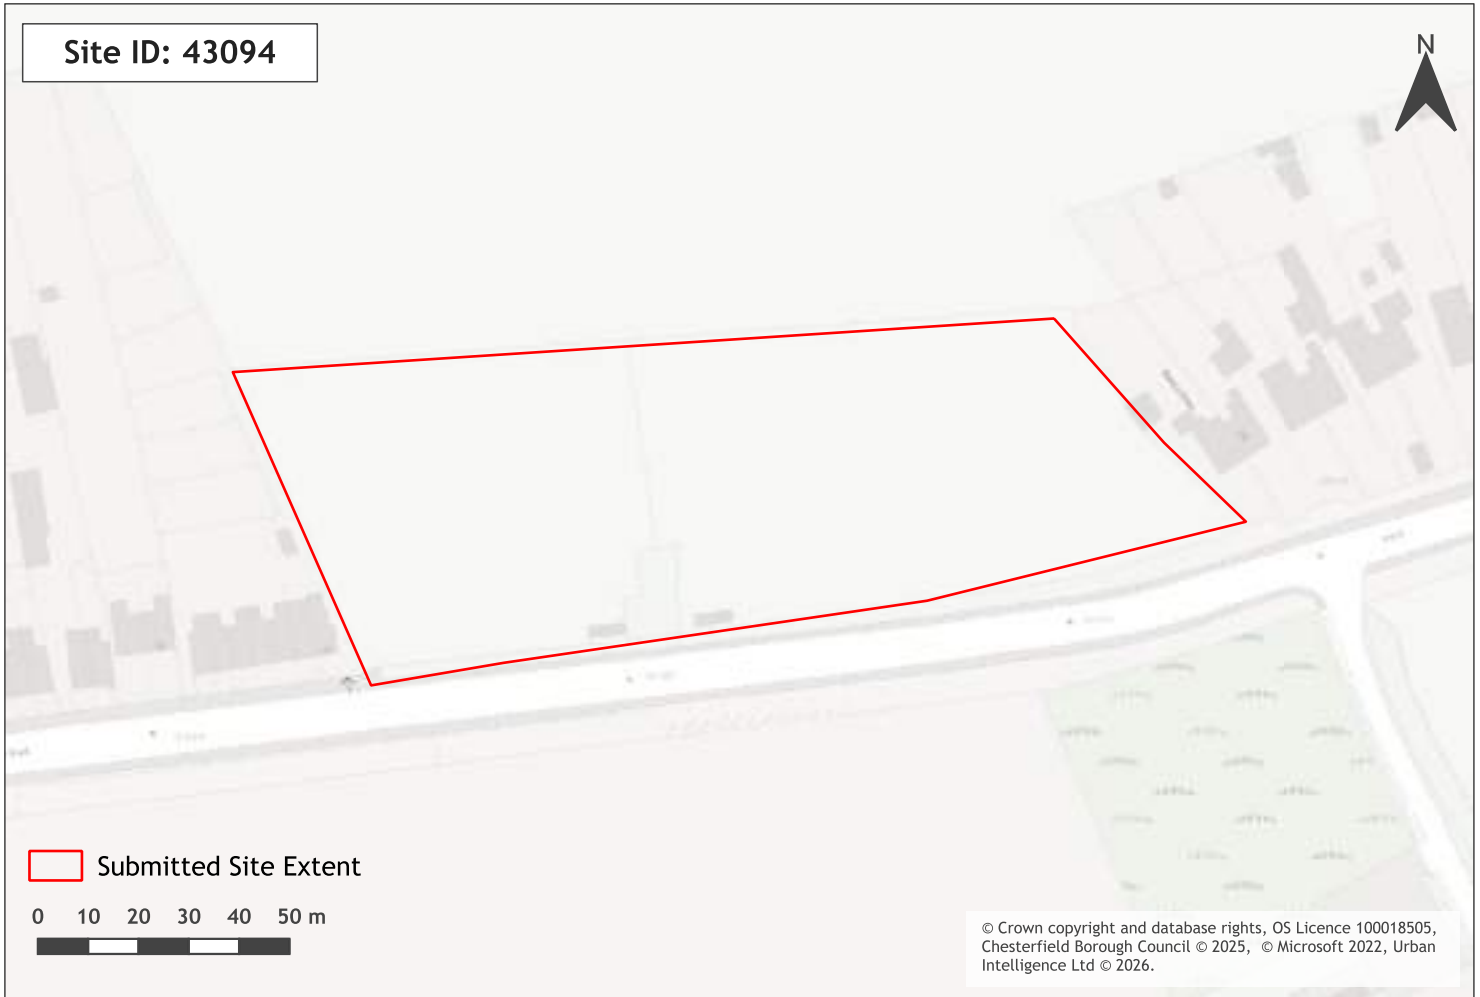 Site ID: 43094
N
Submitted Site Extent
0 10 20 30 40 50 m
© Crown copyright and database rights, OS Licence 100018505,
Chesterfield Borough Council © 2025, © Microsoft 2022, Urban
Intelligence Ltd © 2026.